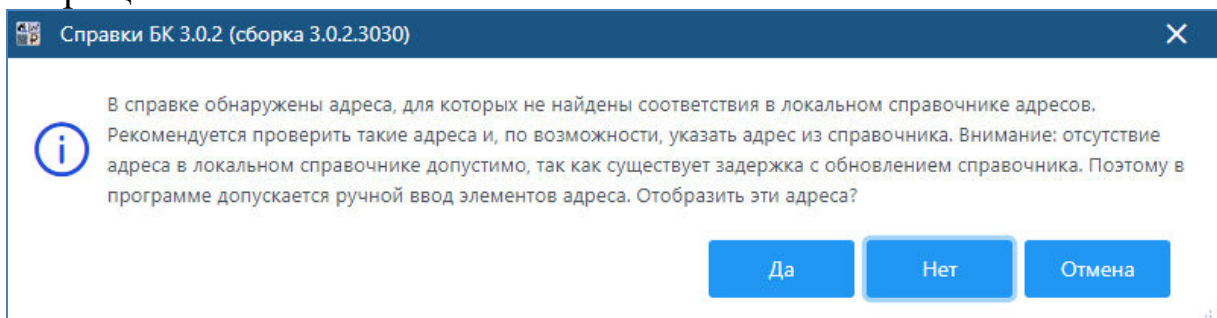 Справки БК 3.0.2 (сборка 3.0.2.3030)
В справке обнаружены адреса, для которых не найдены соответствия в локальном справочнике адресов.
Рекомендуется проверить такие адреса и, по возможности, указать адрес из справочника. Внимание: отсутствие
адреса в локальном справочнике допустимо, так как существует задержка с обновлением справочника. Поэтому в
программе допускается ручной ввод элементов адреса. Отобразить эти адреса?
Да Нет Отмена